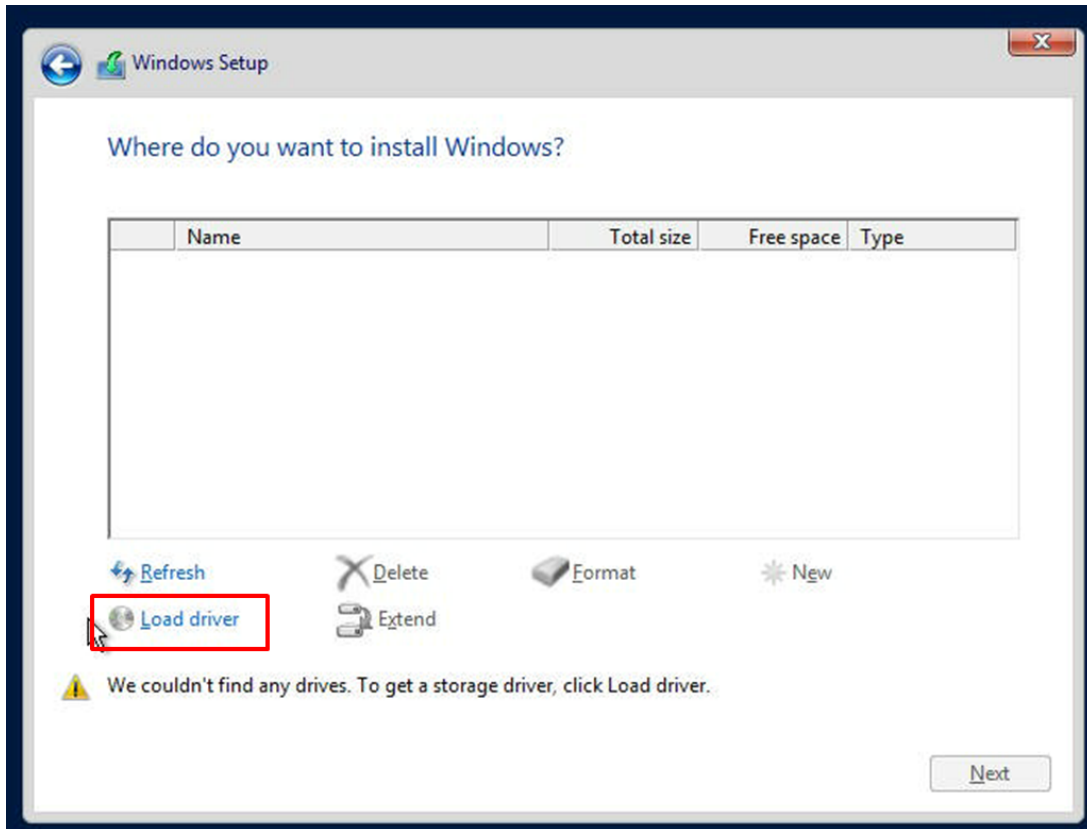 Windows Setup
Where do you want to install Windows?
Name Total size Free space Type
Refresh Delete Format New
Load driver Extend
We couldn't find any drives. To get a storage driver, click Load driver.
Next